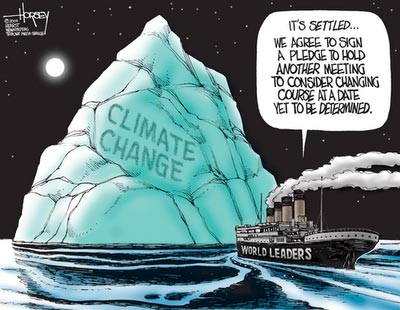 HORSEY
IT'S SETTLED...
WE AGREE TO SIGN
A PLEDGE TO HOLD
ANOTHER MEETING
TO CONSIDER CHANGING
COURSE AT A DATE
YET TO BE DETERMINED.
CLIMATE
CHANGE
WORLD LEADERS